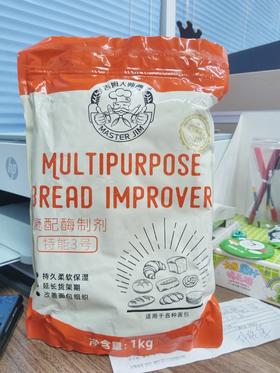 吉姆大师傅
MASTER JIM
MULTIPURPOSE
BREAD IMPROVER
复配酶制剂
特能3号
持久柔软保湿
延长货架期
改善面包组织
适用于各种面包
净含量:1kg
hp